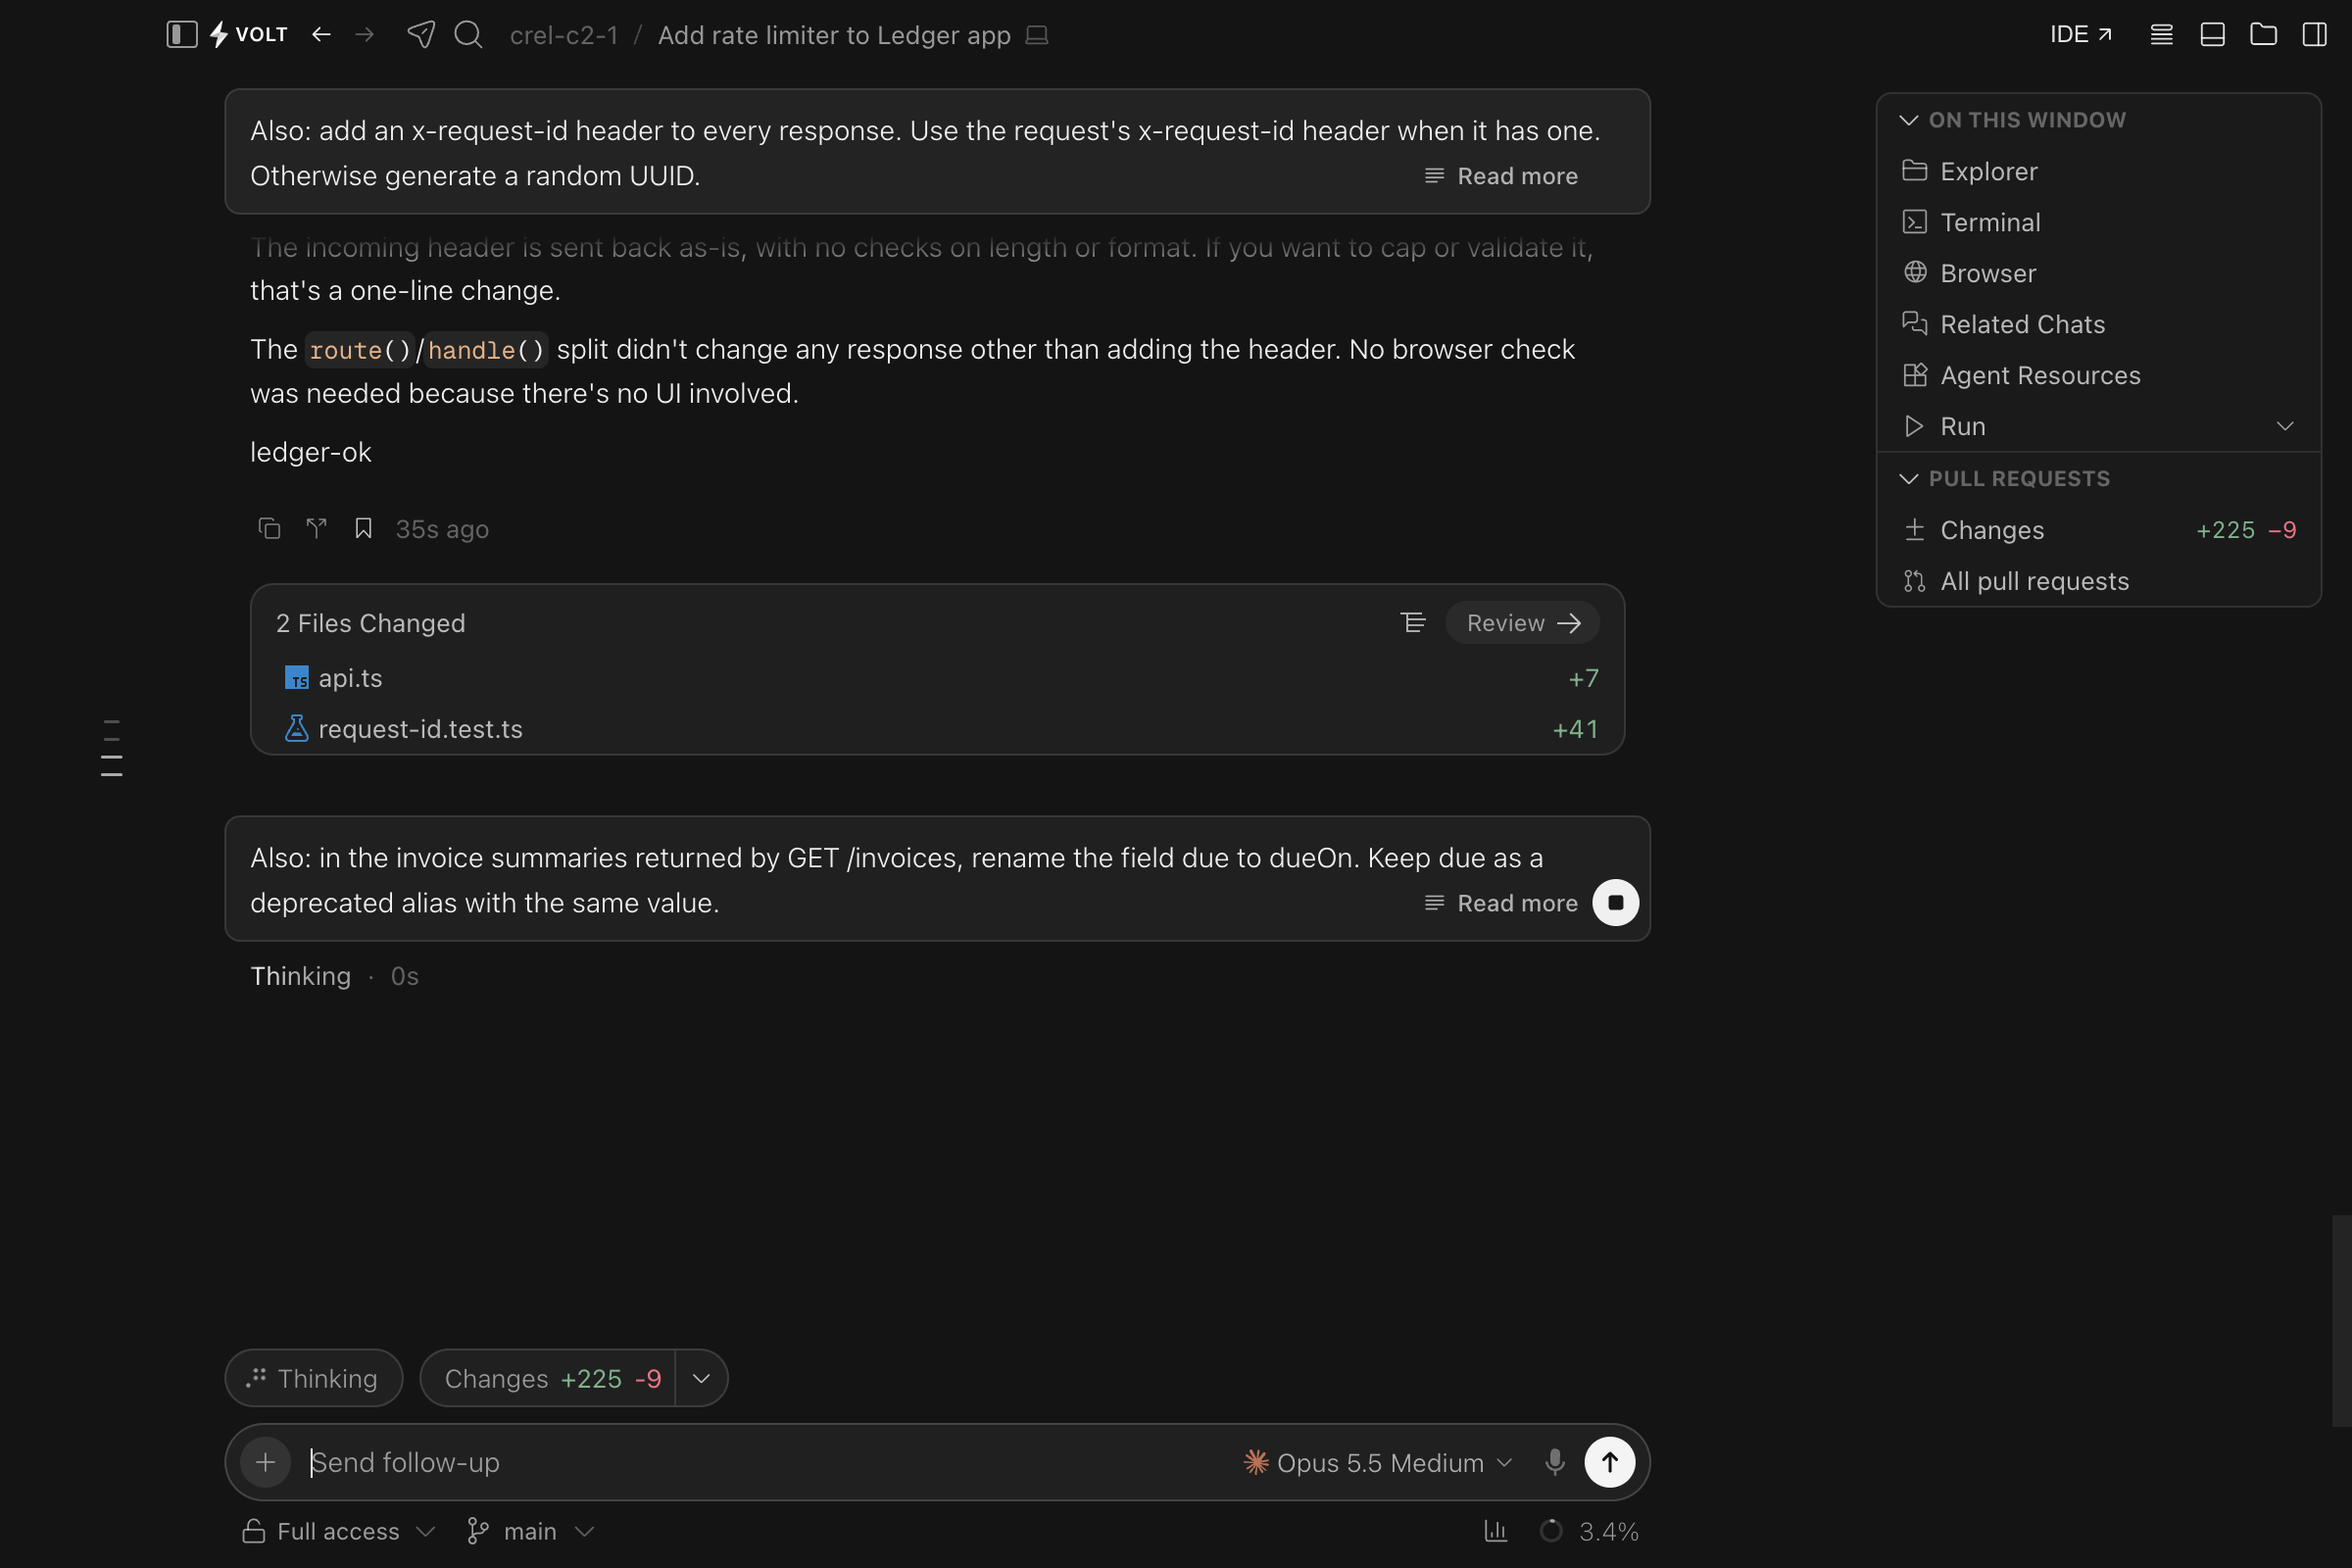 VOLT
crel-c2-1 / Add rate limiter to Ledger app
IDE
Also: add an x-request-id header to every response. Use the request's x-request-id header when it has one.
Otherwise generate a random UUID.
Read more
The incoming header is sent back as-is, with no checks on length or format. If you want to cap or validate it,
that's a one-line change.
The route()/handle() split didn't change any response other than adding the header. No browser check
was needed because there's no UI involved.
ledger-ok
35s ago
2 Files Changed
Review
TS api.ts +7
request-id.test.ts +41
Also: in the invoice summaries returned by GET /invoices, rename the field due to dueOn. Keep due as a
deprecated alias with the same value.
Read more
Thinking · 0s
Thinking
Changes +225 -9
Send follow-up
Opus 5.5 Medium
Full access
main
3.4%
ON THIS WINDOW
Explorer
Terminal
Browser
Related Chats
Agent Resources
Run
PULL REQUESTS
Changes +225 -9
All pull requests